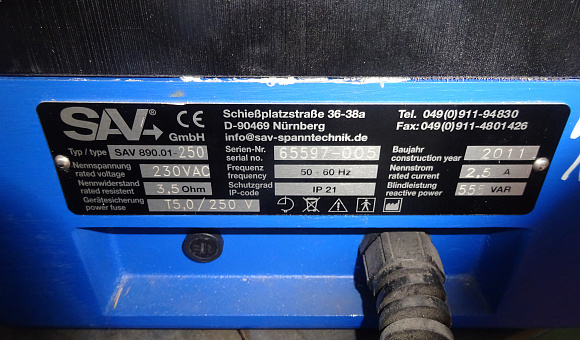 SAV CE GmbH
Schießplatzstraße 36-38a
D-90469 Nürnberg
info@sav-spanntechnik.de
Tel. 049(0)911-94830
Fax: 049(0)911-4801426
Typ / type SAV 890.01-250
Serien-Nr. serial no. 65597-005
Baujahr construction year 2011
Nennspannung rated voltage 230VAC
Frequenz frequency 50 - 60 Hz
Nennstrom rated current 2,5 A
Nennwiderstand rated resistent 3,5 Ohm
Schutzgrad IP-code IP 21
Blindleistung reactive power 555 VAR
Gerätesicherung power fuse T5,0/250 V